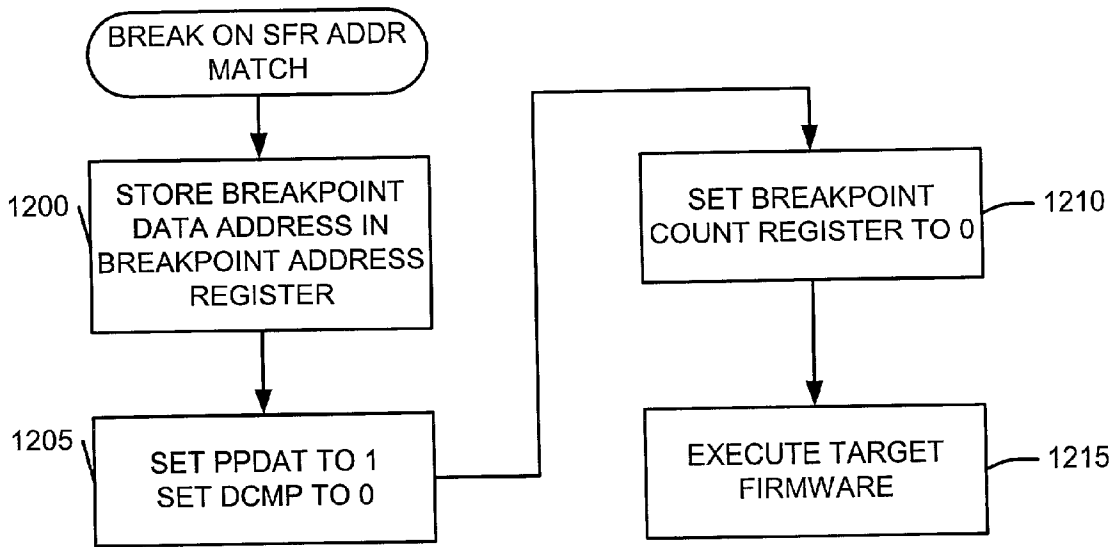 BREAK ON SFR ADDR
MATCH
1200
STORE BREAKPOINT
DATA ADDRESS IN
BREAKPOINT ADDRESS
REGISTER
1205
SET PPDAT TO 1
SET DCMP TO 0
SET BREAKPOINT
COUNT REGISTER TO 0
1210
EXECUTE TARGET
FIRMWARE
1215